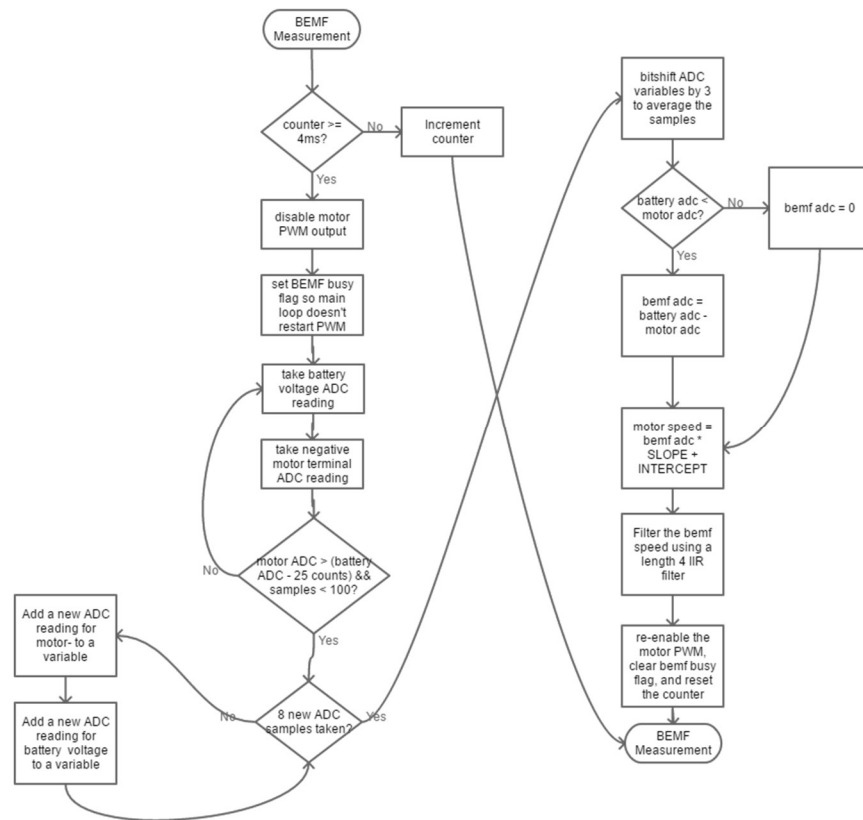 BEMF
Measurement
counter >=
4ms?
No
Increment
counter
Yes
disable motor
PWM output
set BEMF busy
flag so main
loop doesn't
restart PWM
take battery
voltage ADC
reading
take negative
motor terminal
ADC reading
motor ADC > (battery
ADC - 25 counts) &&
samples < 100?
No
Yes
8 new ADC
samples taken?
No
Yes
Add a new ADC
reading for
motor- to a
variable
Add a new ADC
reading for
battery voltage
to a variable
bitshift ADC
variables by 3
to average the
samples
battery adc <
motor adc?
No
bemf adc = 0
Yes
bemf adc =
battery adc -
motor adc
motor speed =
bemf adc *
SLOPE +
INTERCEPT
Filter the bemf
speed using a
length 4 IIR
filter
re-enable the
motor PWM,
clear bemf busy
flag, and reset
the counter
BEMF
Measurement